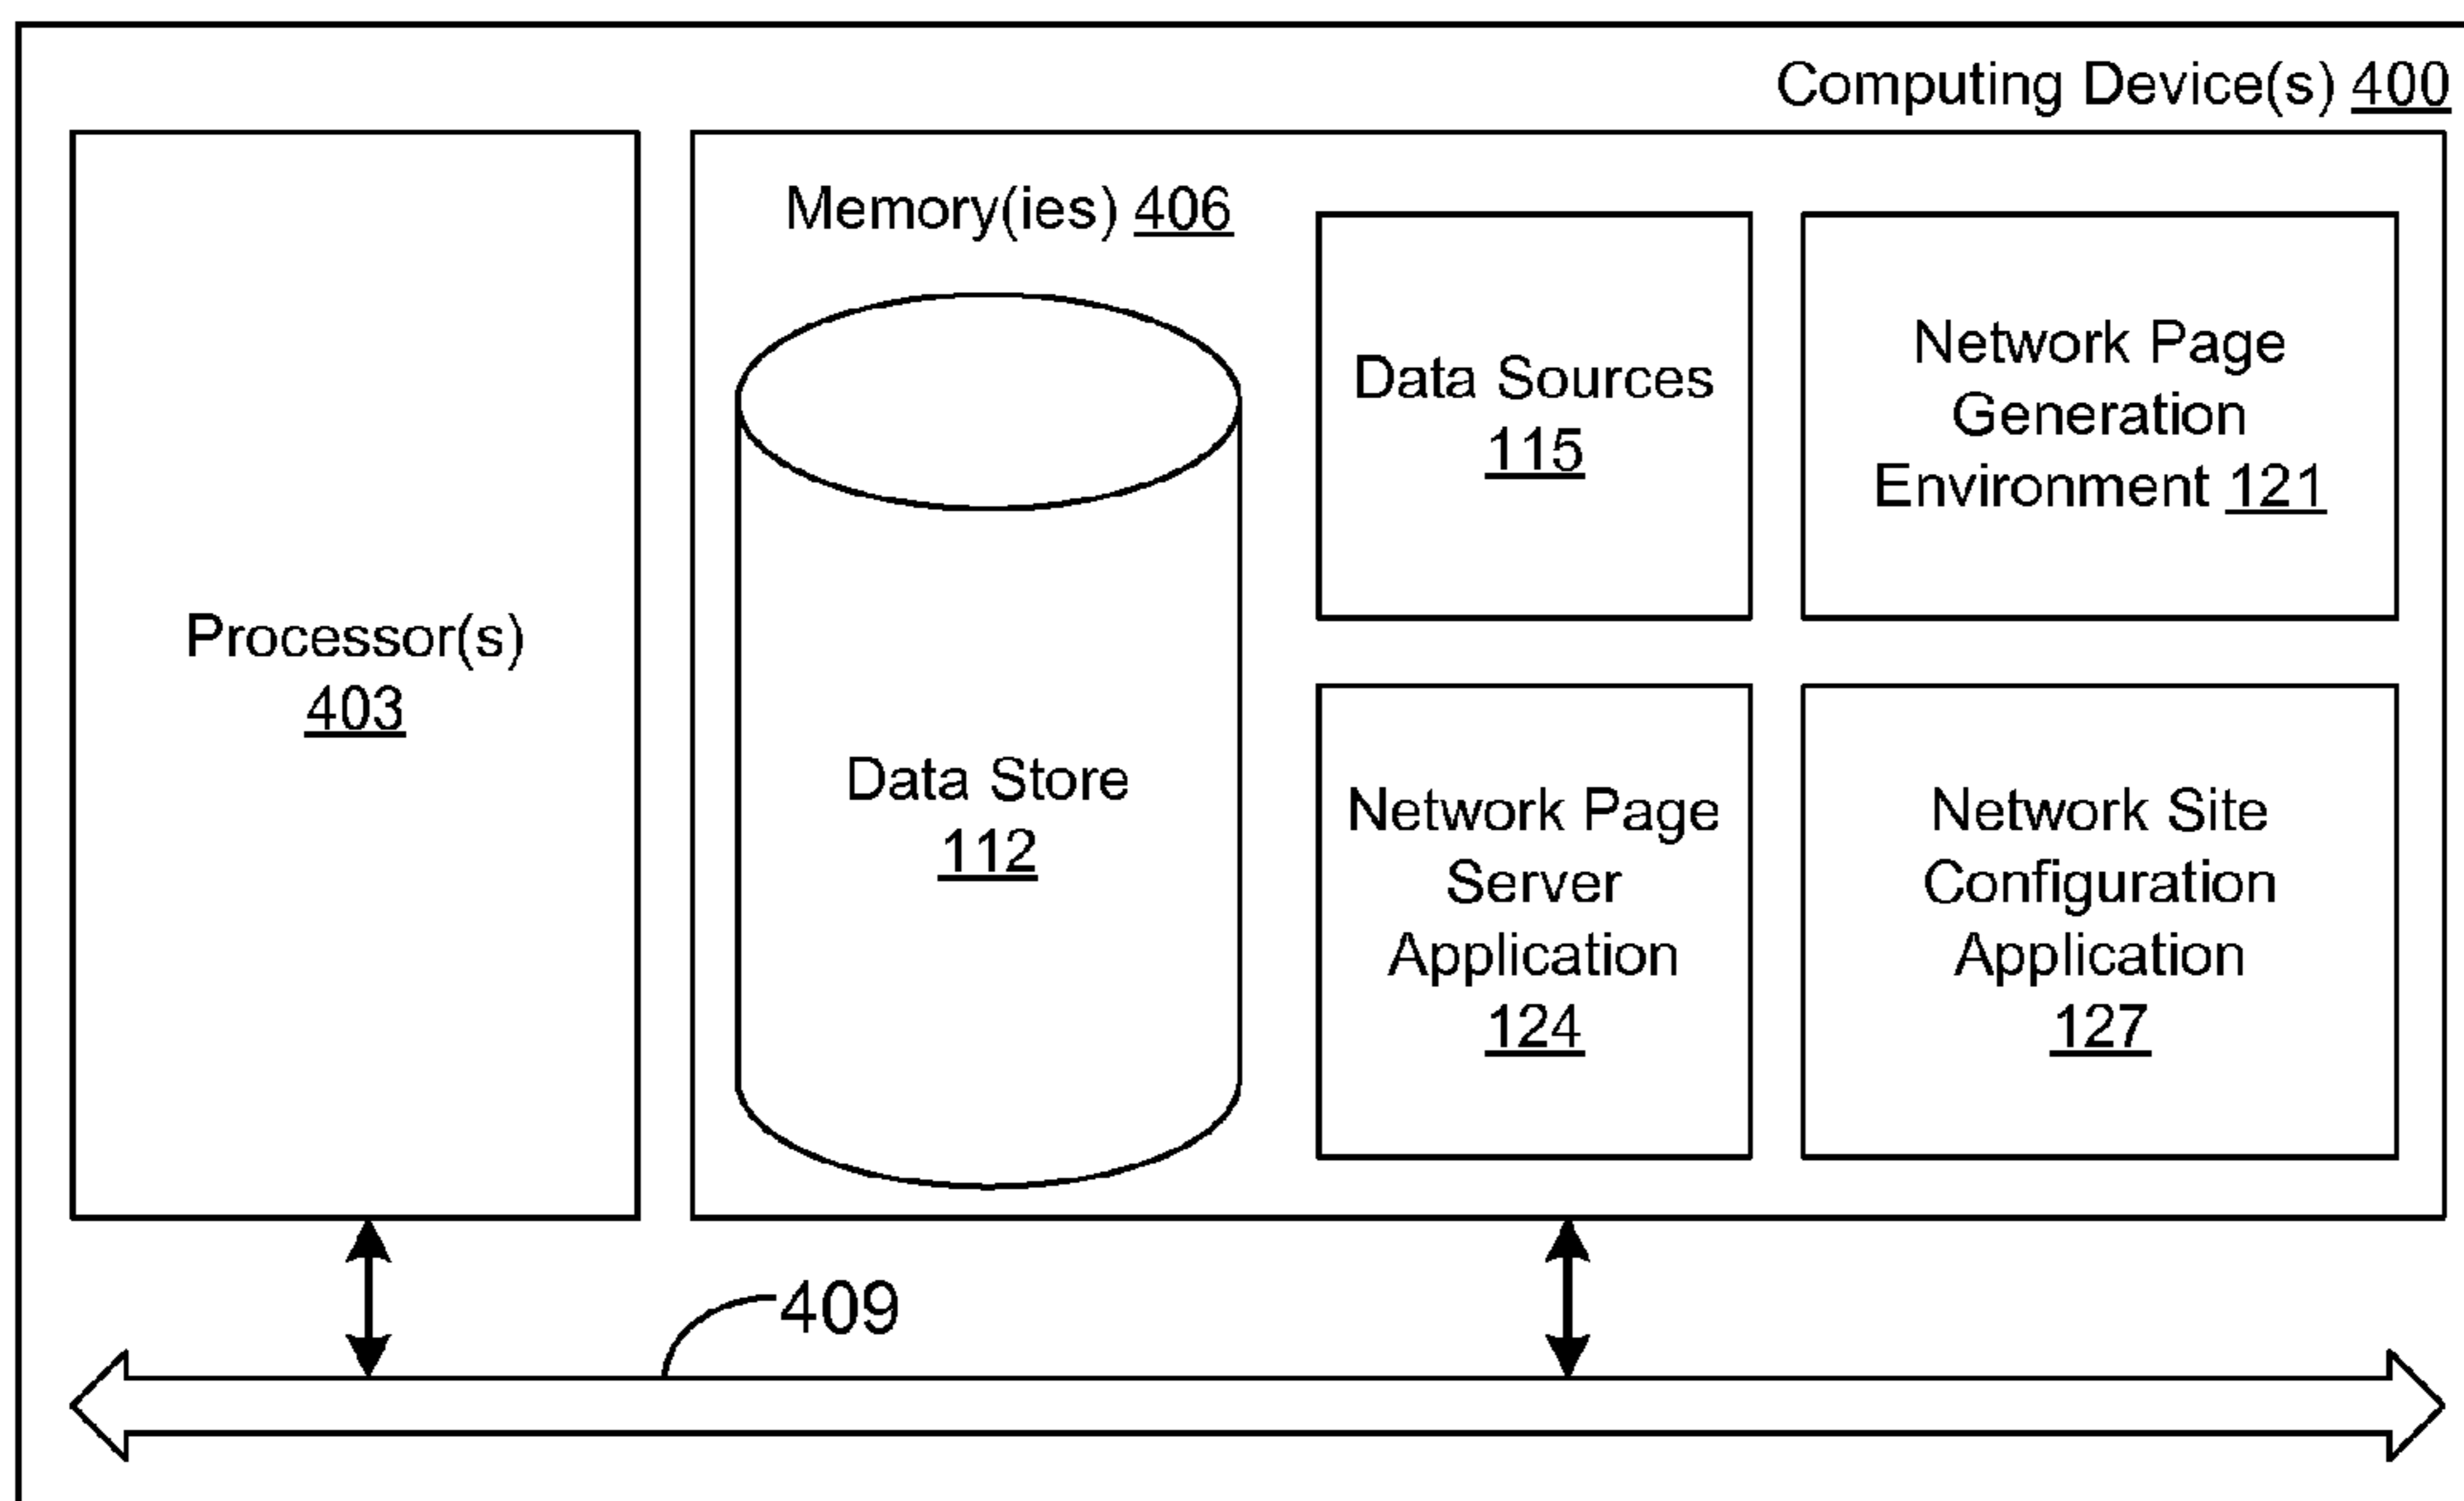 Computing Device(s) 400
Memory(ies) 406
Processor(s)
403
Data Store
112
Data Sources
115
Network Page
Generation
Environment 121
Network Page
Server
Application
124
Network Site
Configuration
Application
127
409